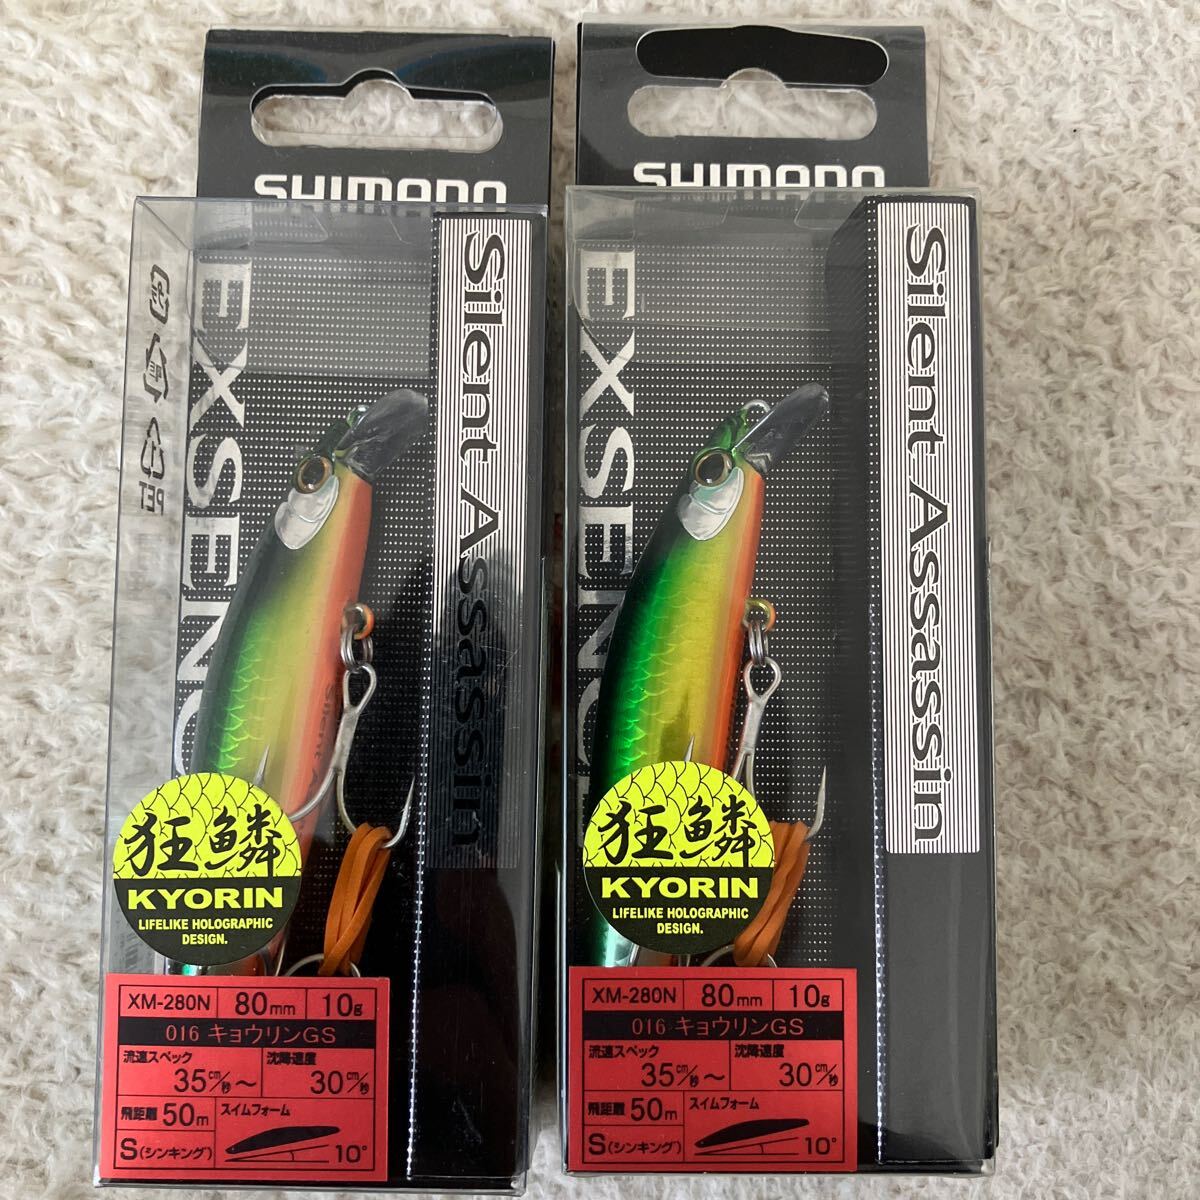 SHIMANO
EXSENC
Silent Assassin
PET
Silent A
狂鱗
KYORIN
LIFELIKE HOLOGRAPHIC
DESIGN.
XM-280N 80mm 10g
016 キョウリンGS
流速スペック 沈降速度
35cm/秒～ 30cm/秒
飛距離 50m スイムフォーム
S(シンキング) 10°
SHIMANO
EXSENC
Silent Assassin
狂鱗
KYORIN
LIFELIKE HOLOGRAPHIC
DESIGN.
XM-280N 80mm 10g
016 キョウリンGS
流速スペック 沈降速度
35cm/秒～ 30cm/秒
飛距離 50m スイムフォーム
S(シンキング) 10°